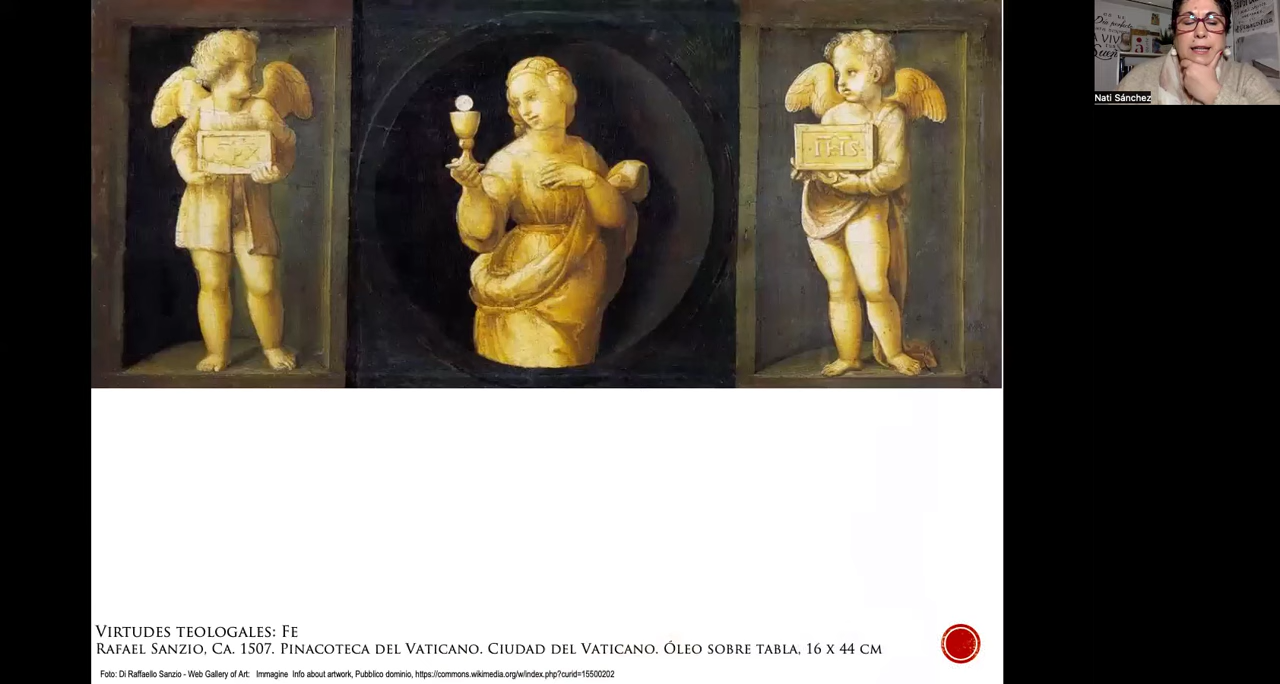 IHS
Nati Sánchez
Virtudes teologales: Fe
Rafael Sanzio, Ca. 1507. Pinacoteca del Vaticano. Ciudad del Vaticano. Óleo sobre tabla, 16 x 44 cm
Foto: Di Raffaello Sanzio - Web Gallery of Art: Immagine Info about artwork, Pubblico dominio, https://commons.wikimedia.org/w/index.php?curid=15500202